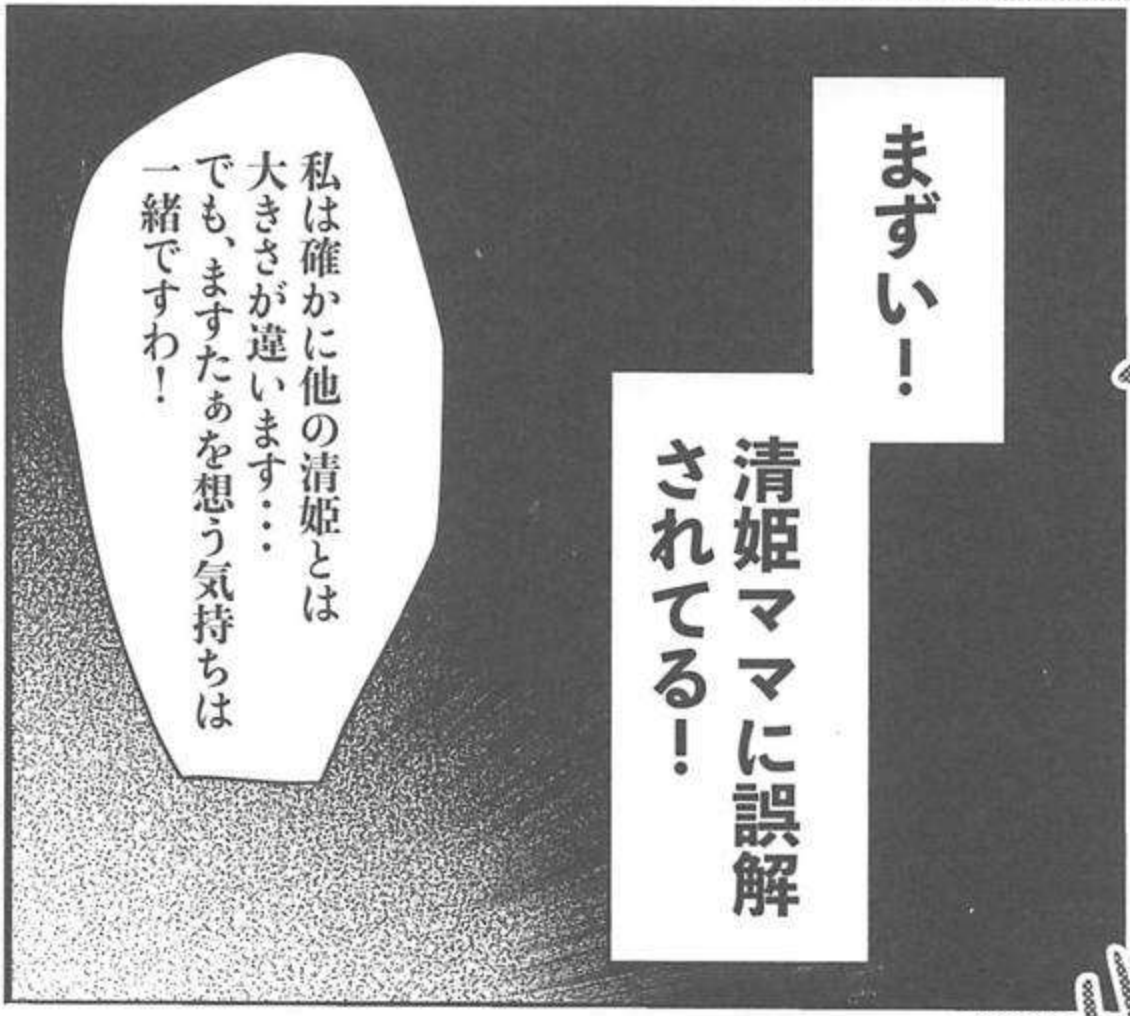 まずい！
清姫ママに誤解
されてる！
私は確かに他の清姫とは
大きさが違います・・・
でも、ますたぁを想う気持ちは
一緒ですわ！